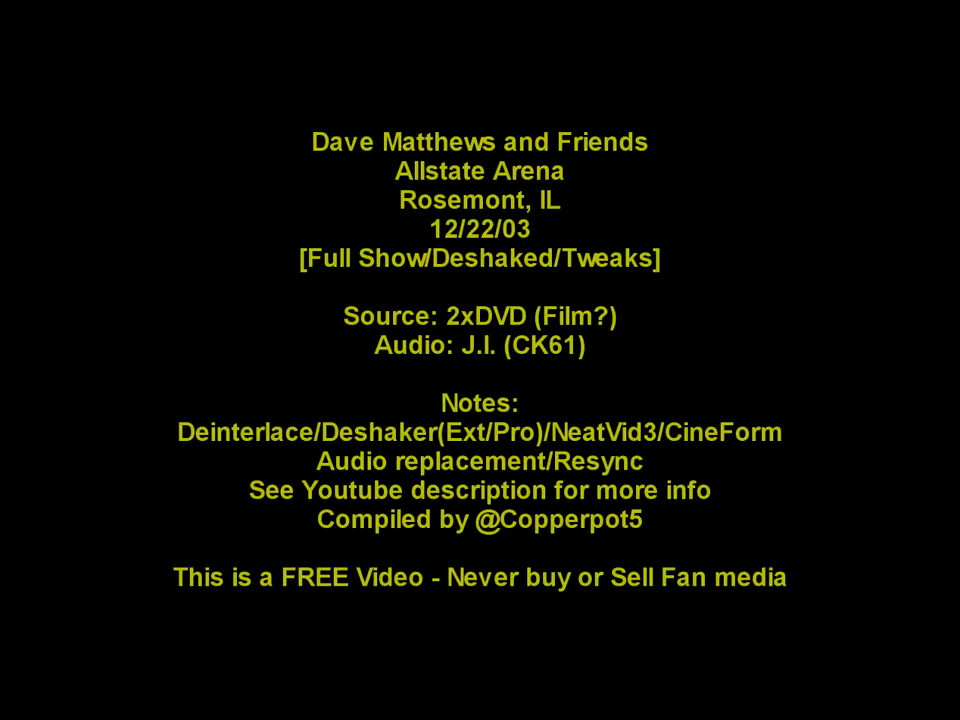 Dave Matthews and Friends
Allstate Arena
Rosemont, IL
12/22/03
[Full Show/Deshaked/Tweaks]
Source: 2xDVD (Film?)
Audio: J.I. (CK61)
Notes:
Deinterlace/Deshaker(Ext/Pro)/NeatVid3/CineForm
Audio replacement/Resync
See Youtube description for more info
Compiled by @Copperpot5
This is a FREE Video - Never buy or Sell Fan media